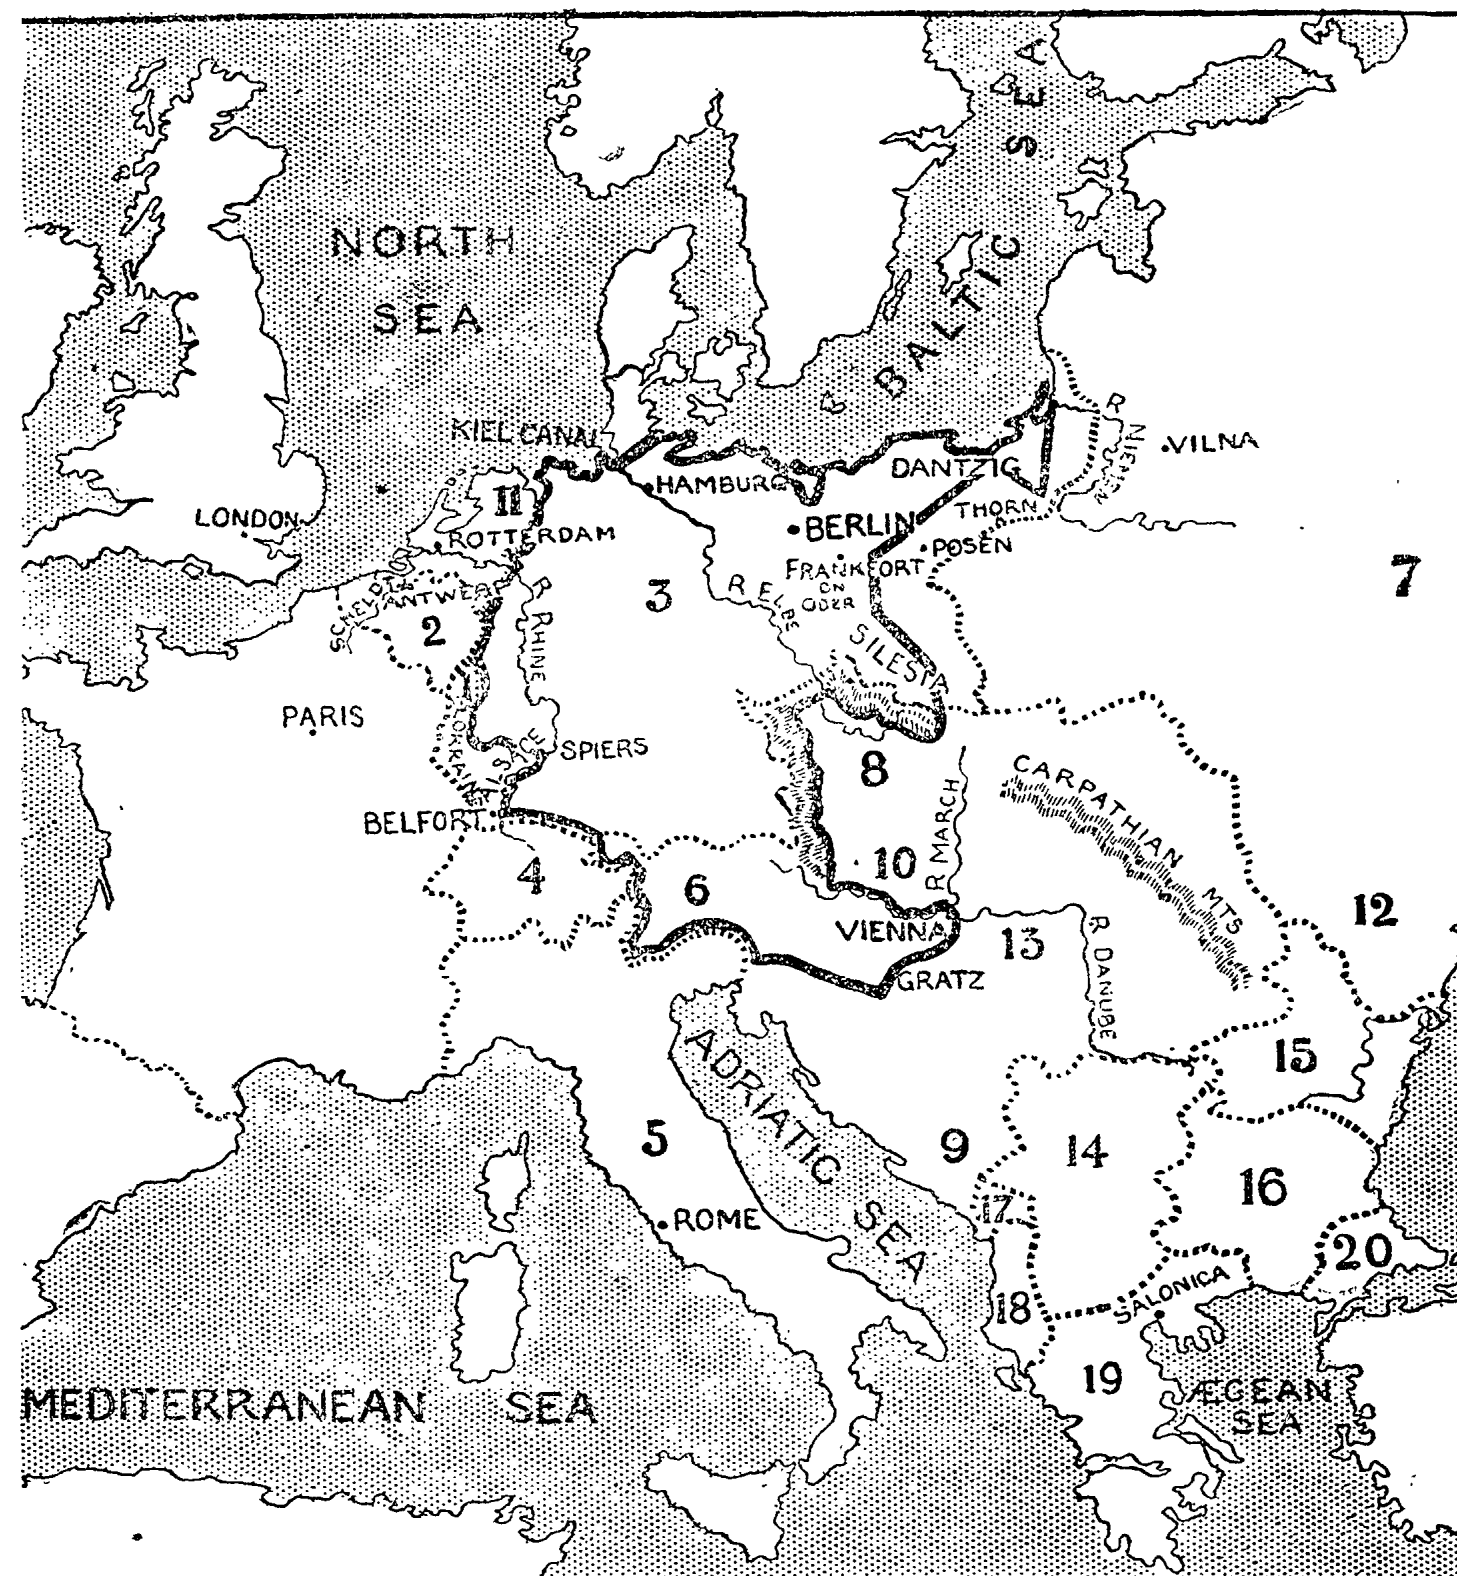 BALTIC SEA
NORTH
SEA
KIEL CANAL
R
R NIEMEN
VILNA
DANTZIG
HAMBURG
11
LONDON
THORN
BERLIN
ROTTERDAM
POSEN
FRANKFORT
ON
ODER
SCHELDT R
ANTWERP
R. RHINE
3
R ELBE
7
2
SILESIA
PARIS
LORRAINE
ALSACE
SPIERS
8
CARPATHIAN MTS
BELFORT
R MARCH
4
6
10
12
VIENNA
13
R DANUBE
GRATZ
ADRIATIC SEA
15
5
9
14
16
17
ROME
20
SALONICA
18
19
MEDITERRANEAN SEA
ÆGEAN
SEA